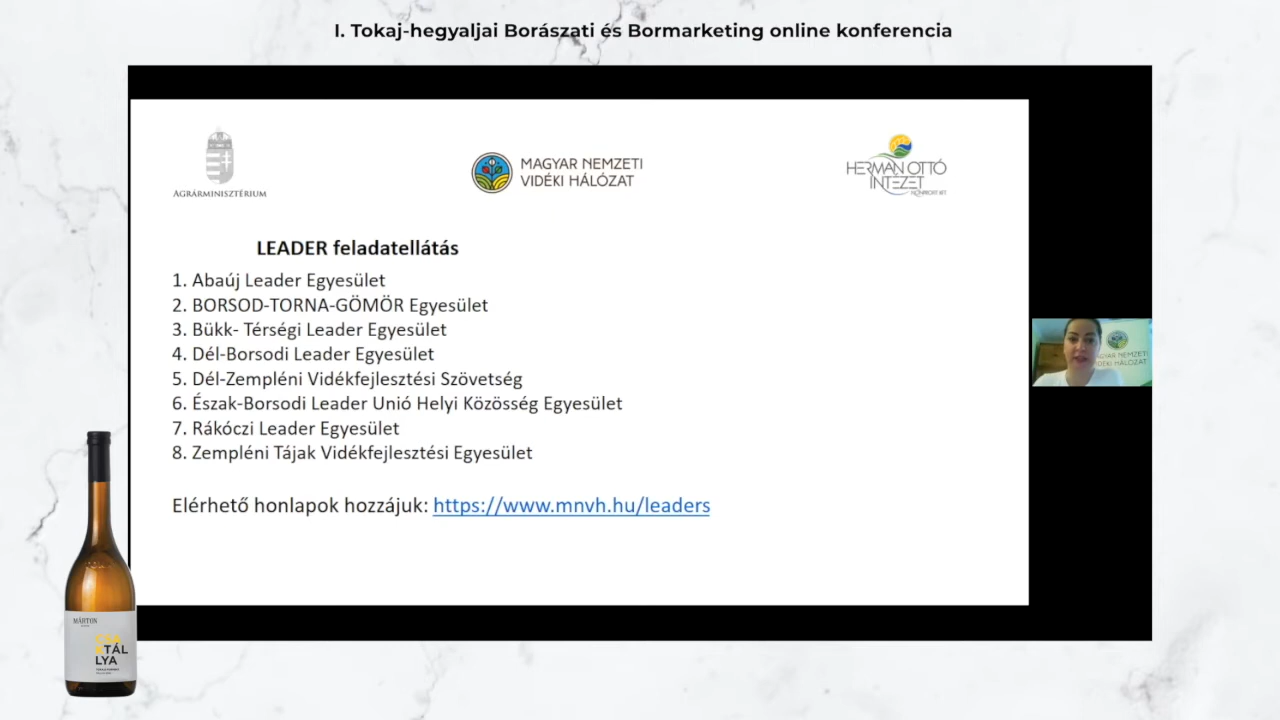 I. Tokaj-hegyaljai Borászati és Bormarketing online konferencia
AGRÁRMINISZTÉRIUM
MAGYAR NEMZETI
VIDÉKI HÁLÓZAT
HERMAN OTTÓ
INTÉZET
NONPROFIT KFT.
LEADER feladatellátás
1. Abaúj Leader Egyesület
2. BORSOD-TORNA-GÖMÖR Egyesület
3. Bükk- Térségi Leader Egyesület
4. Dél-Borsodi Leader Egyesület
5. Dél-Zempléni Vidékfejlesztési Szövetség
6. Észak-Borsodi Leader Unió Helyi Közösség Egyesület
7. Rákóczi Leader Egyesület
8. Zempléni Tájak Vidékfejlesztési Egyesület
Elérhető honlapok hozzájuk: https://www.mnvh.hu/leaders
MAGYAR NEMZETI
VIDÉKI HÁLÓZAT
MÁRTON
TÁL
LYA